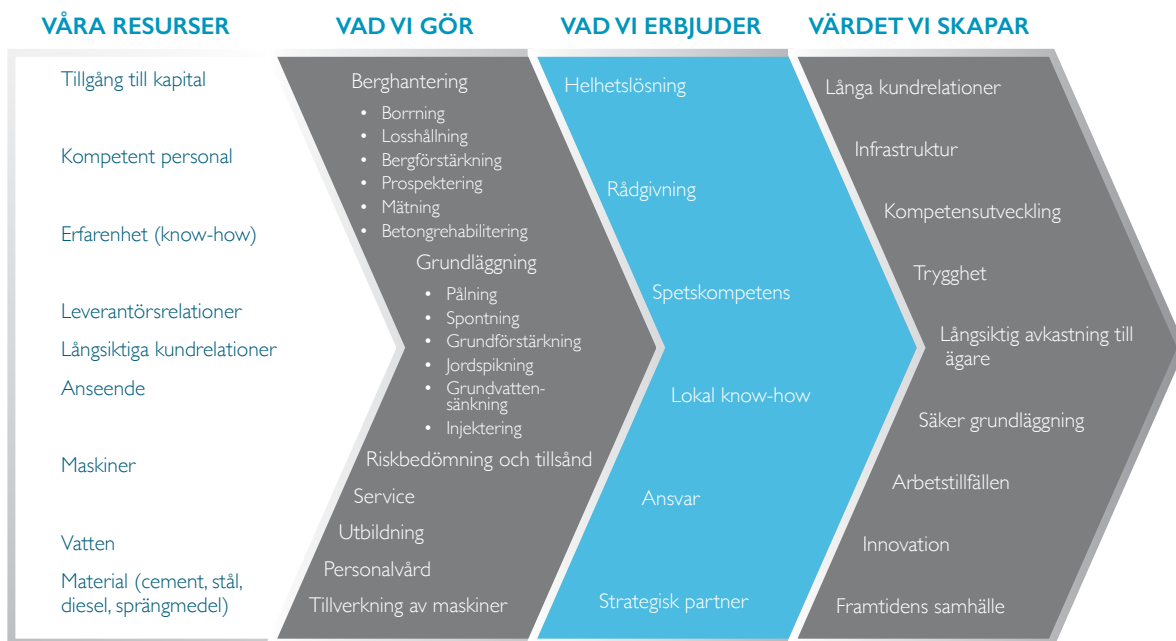 VÅRA RESURSER
Tillgång till kapital
Kompetent personal
Erfarenhet (know-how)
Leverantörsrelationer
Långsiktiga kundrelationer
Anseende
Maskiner
Vatten
Material (cement, stål,
diesel, sprängmedel)
VAD VI GÖR
Berghantering
• Borrning
• Losshållning
• Bergförstärkning
• Prospektering
• Mätning
• Betongrehabilitering
Grundläggning
• Pålning
• Spontning
• Grundförstärkning
• Jordspikning
• Grundvatten-
sänkning
• Injektering
Riskbedömning och tillsånd
Service
Utbildning
Personalvård
Tillverkning av maskiner
VAD VI ERBJUDER
Helhetslösning
Rådgivning
Spetskompetens
Lokal know-how
Ansvar
Strategisk partner
VÄRDET VI SKAPAR
Långa kundrelationer
Infrastruktur
Kompetensutveckling
Trygghet
Långsiktig avkastning till
ägare
Säker grundläggning
Arbetstillfällen
Innovation
Framtidens samhälle